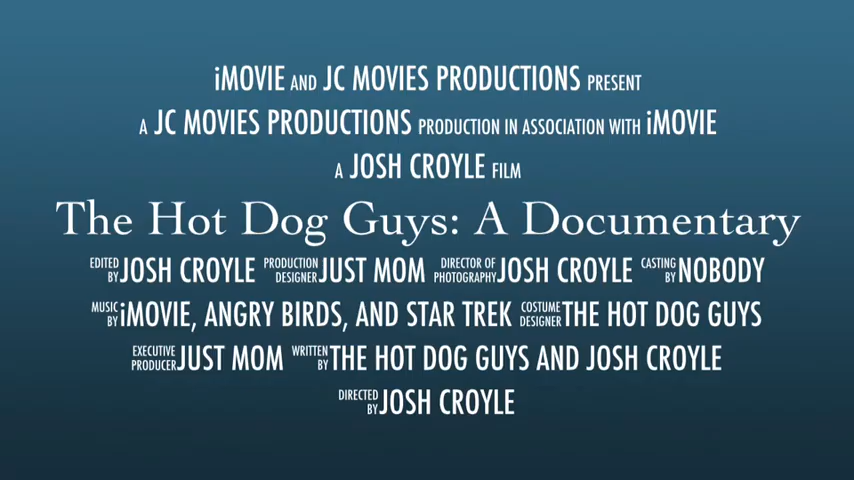 iMOVIE AND JC MOVIES PRODUCTIONS PRESENT
A JC MOVIES PRODUCTIONS PRODUCTION IN ASSOCIATION WITH iMOVIE
A JOSH CROYLE FILM
The Hot Dog Guys: A Documentary
EDITED BY JOSH CROYLE PRODUCTION DESIGNER JUST MOM DIRECTOR OF PHOTOGRAPHY JOSH CROYLE CASTING BY NOBODY
MUSIC BY iMOVIE, ANGRY BIRDS, AND STAR TREK COSTUME DESIGNER THE HOT DOG GUYS
EXECUTIVE PRODUCER JUST MOM WRITTEN BY THE HOT DOG GUYS AND JOSH CROYLE
DIRECTED BY JOSH CROYLE